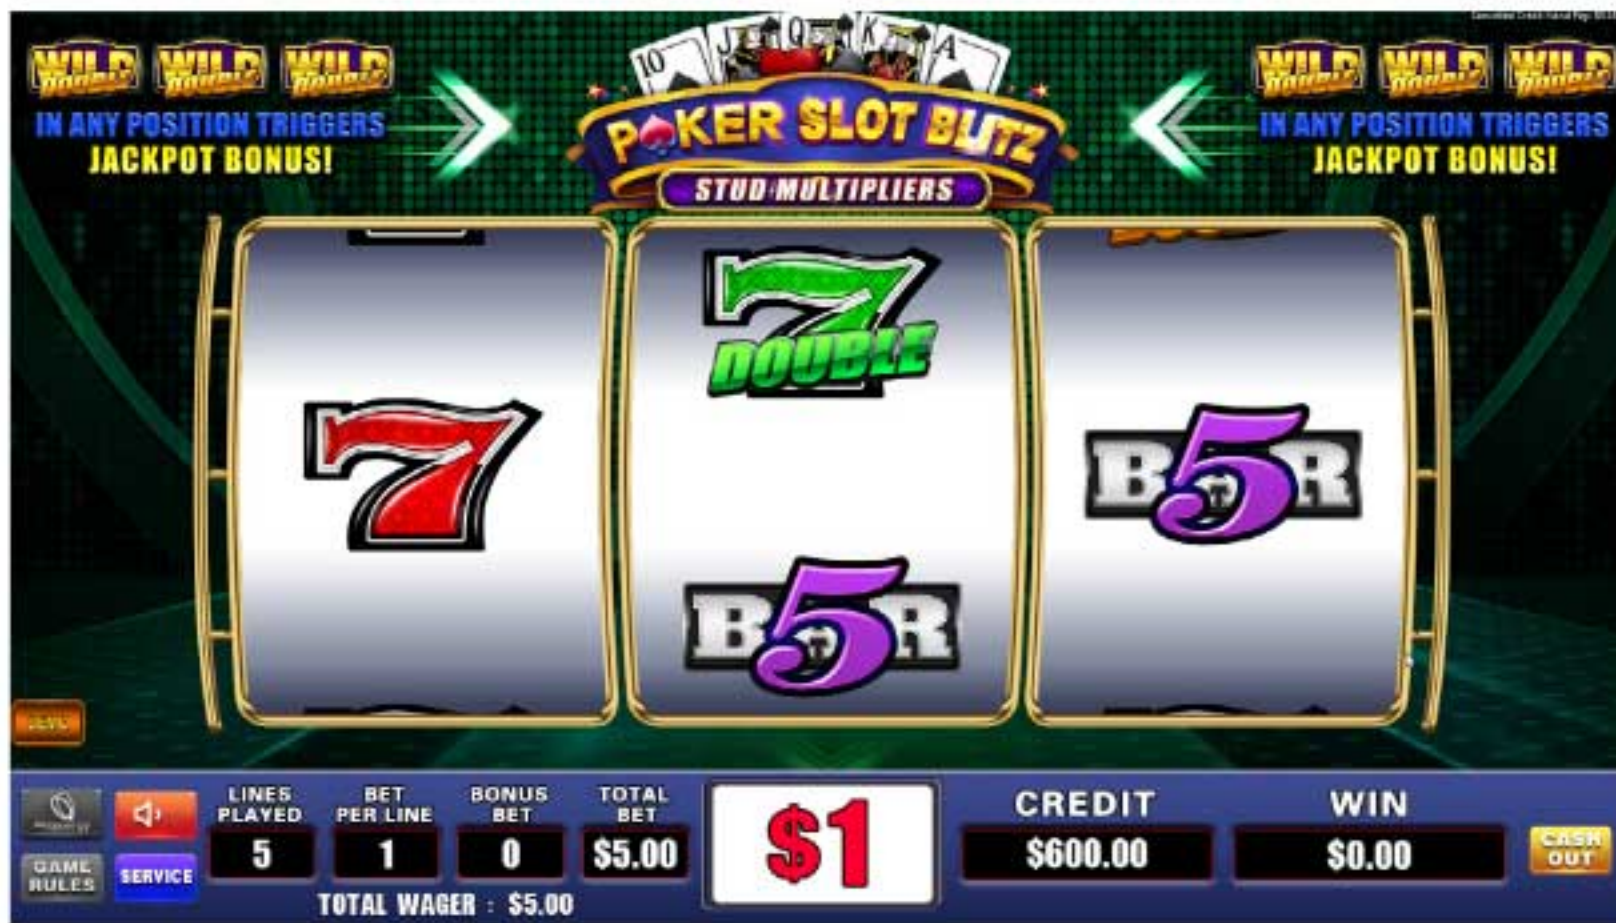 WILD DOUBLE WILD DOUBLE WILD DOUBLE
IN ANY POSITION TRIGGERS
JACKPOT BONUS!
10 J Q K A
POKER SLOT BLITZ
STUD MULTIPLIERS
WILD DOUBLE WILD DOUBLE WILD DOUBLE
IN ANY POSITION TRIGGERS
JACKPOT BONUS!
7
7
DOUBLE
BAR 5
BAR 5
LINES PLAYED
5
BET PER LINE
1
BONUS BET
0
TOTAL BET
$5.00
TOTAL WAGER : $5.00
$1
CREDIT
$600.00
WIN
$0.00
CASH OUT
GAME RULES
SERVICE